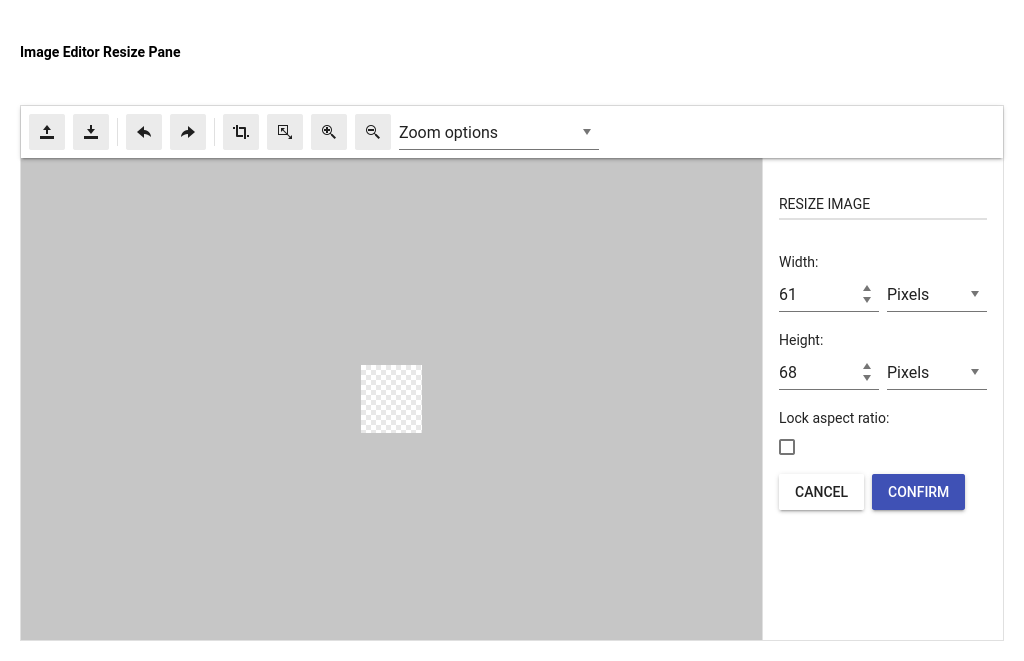 Image Editor Resize Pane
Zoom options
RESIZE IMAGE
Width:
61 Pixels
Height:
68 Pixels
Lock aspect ratio:
CANCEL CONFIRM